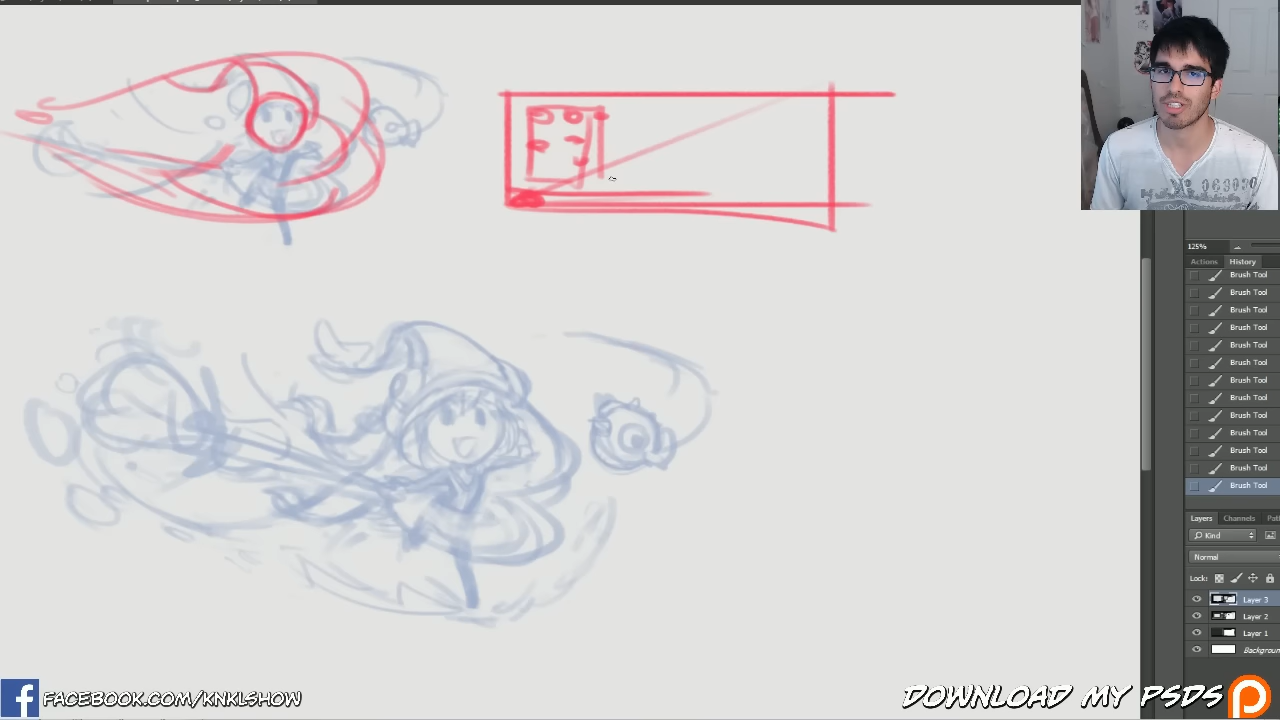 125%
Actions History
Brush Tool
Brush Tool
Brush Tool
Brush Tool
Brush Tool
Brush Tool
Brush Tool
Brush Tool
Brush Tool
Brush Tool
Brush Tool
Brush Tool
Brush Tool
Layers Channels Pat
Kind
Normal
Lock:
Layer 3
Layer 2
Layer 1
Backgroun
FACEBOOK.COM/KNKLSHOW
DOWNLOAD MY PSDS